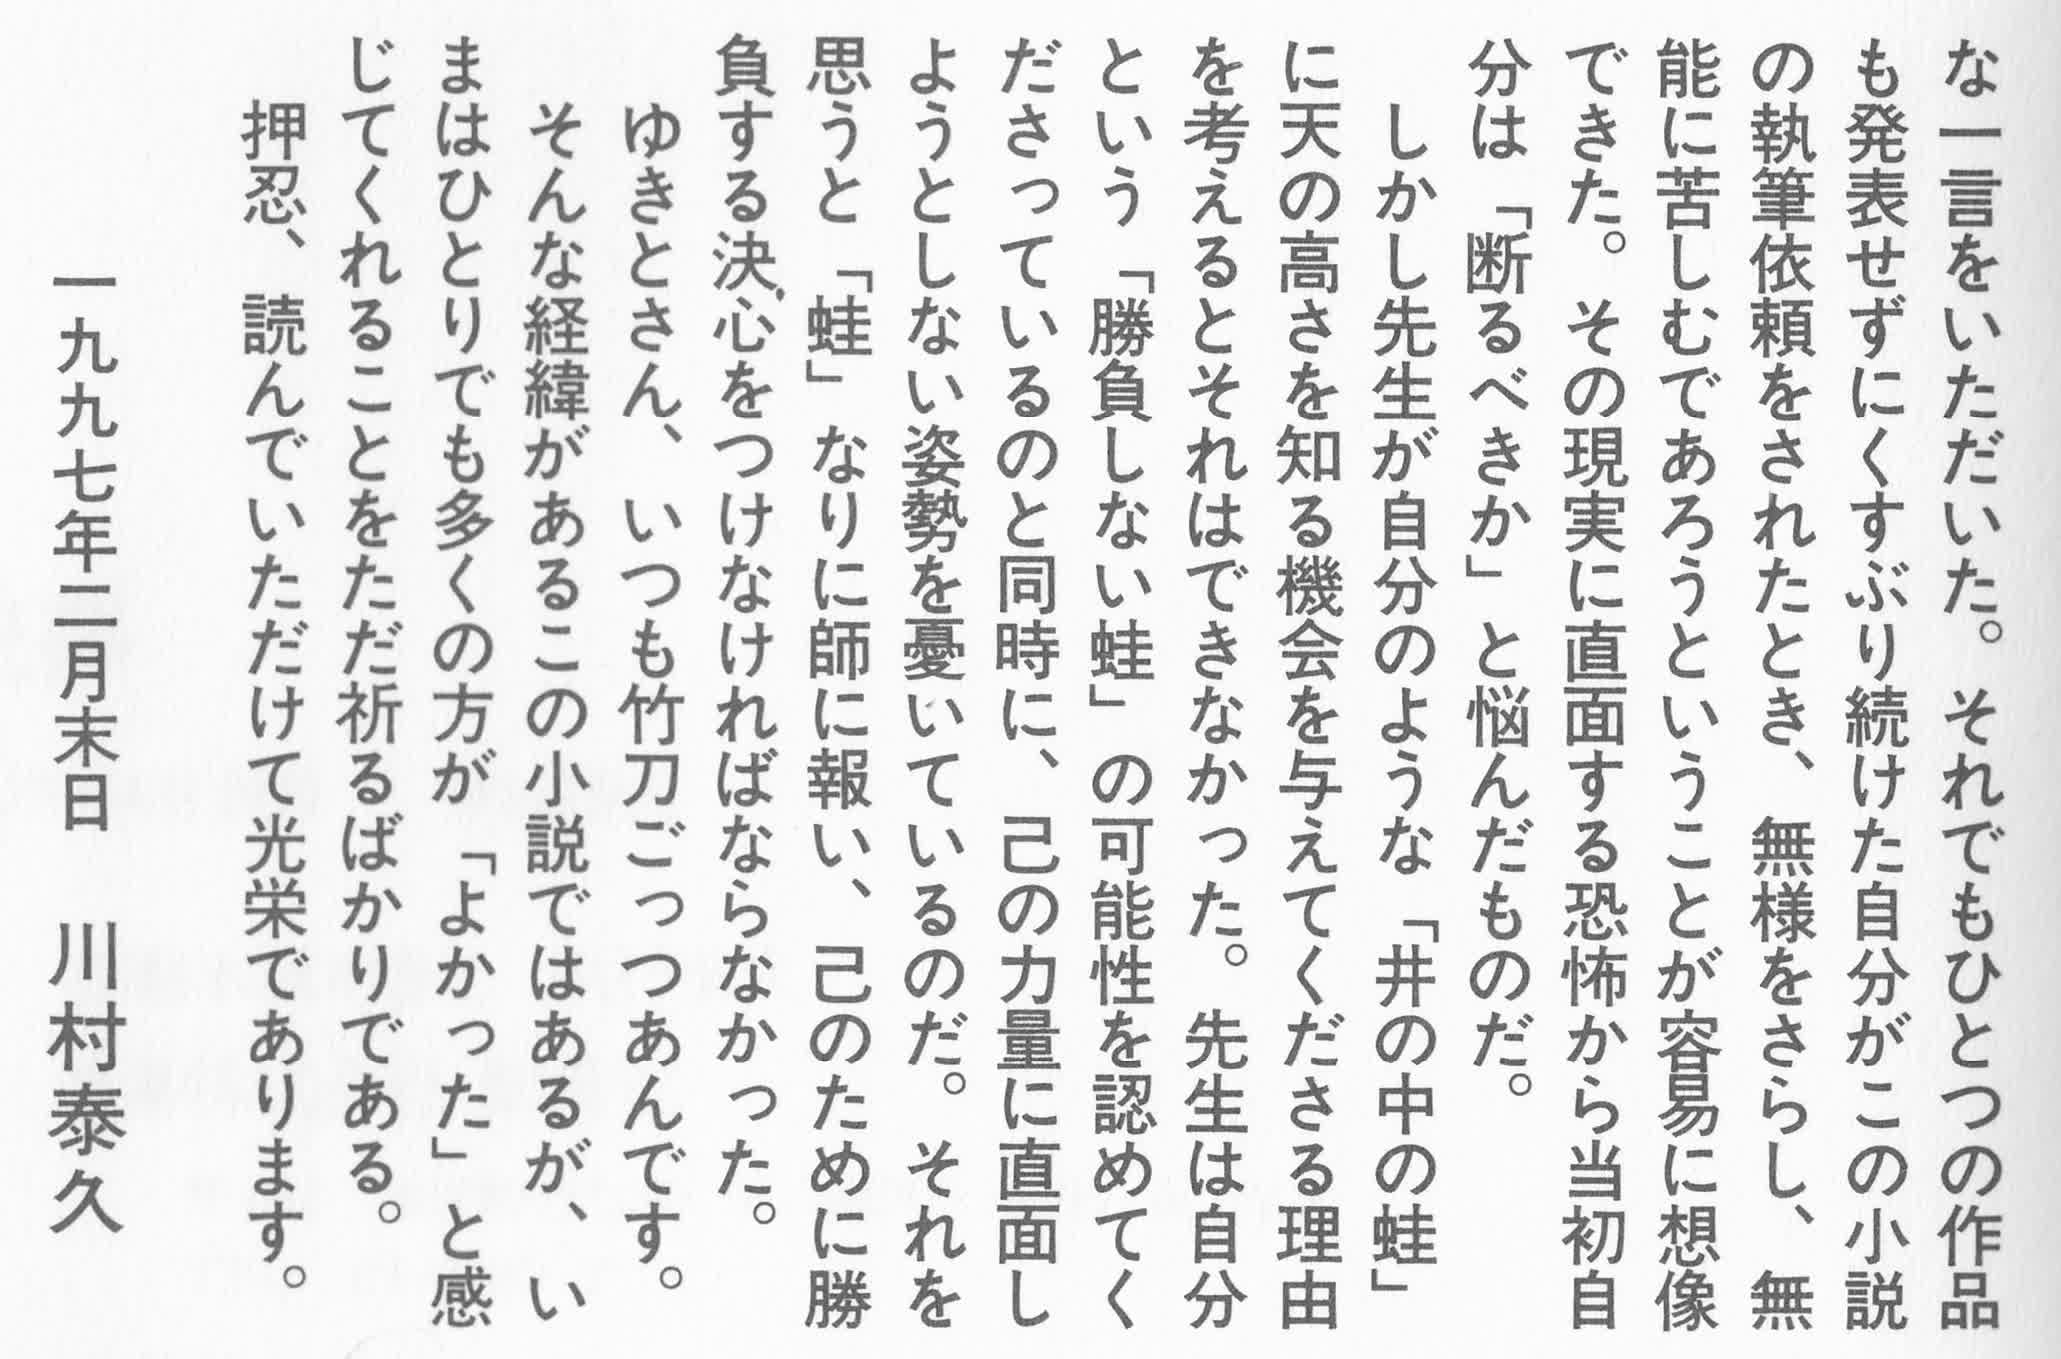 な一言をいただいた。それでもひとつの作品
も発表せずにくすぶり続けた自分がこの小説
の執筆依頼をされたとき、無様をさらし、無
能に苦しむであろうということが容易に想像
できた。その現実に直面する恐怖から当初自
分は「断るべきか」と悩んだものだ。
しかし先生が自分のような「井の中の蛙」
に天の高さを知る機会を与えてくださる理由
を考えるとそれはできなかった。先生は自分
という「勝負しない蛙」の可能性を認めてく
ださっているのと同時に、己の力量に直面し
ようとしない姿勢を憂いているのだ。それを
思うと「蛙」なりに師に報い、己のために勝
負する決心をつけなければならなかった。
ゆきとさん、いつも竹刀ごっつあんです。
そんな経緯があるこの小説ではあるが、い
まはひとりでも多くの方が「よかった」と感
じてくれることをただ祈るばかりである。
押忍、読んでいただけて光栄であります。
一九九七年二月末日　川村泰久